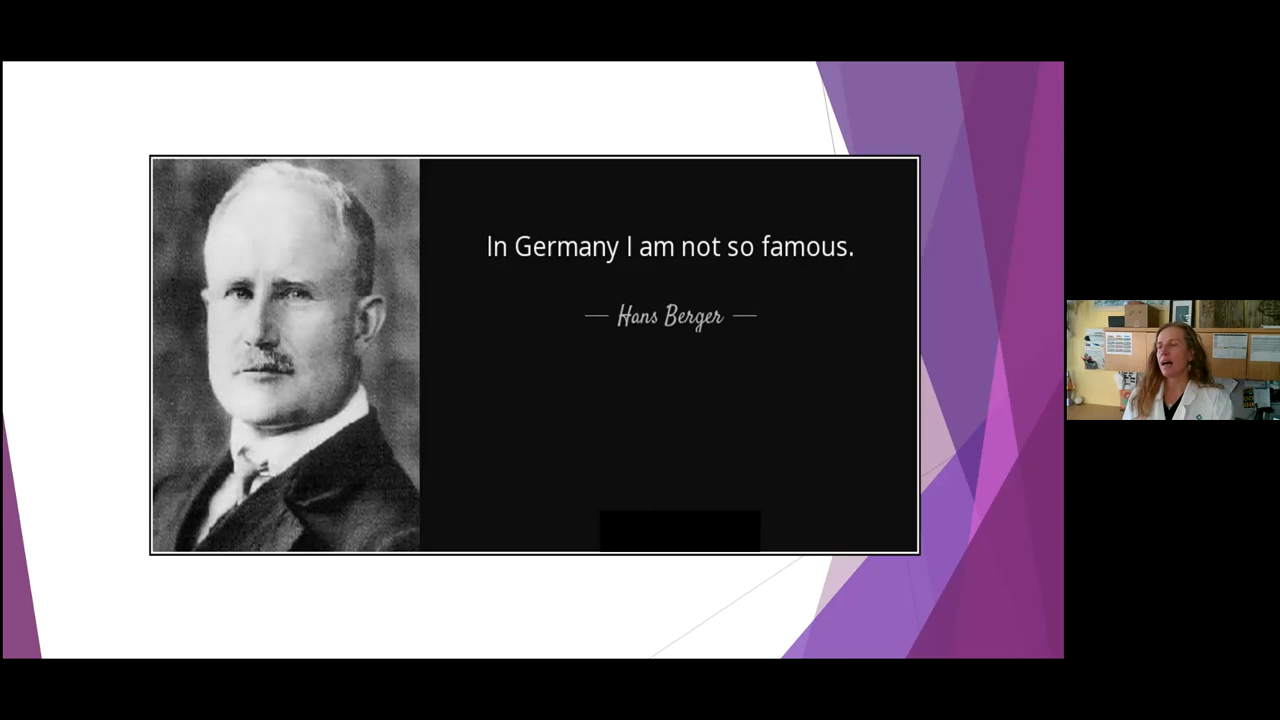 In Germany I am not so famous.
— Hans Berger —